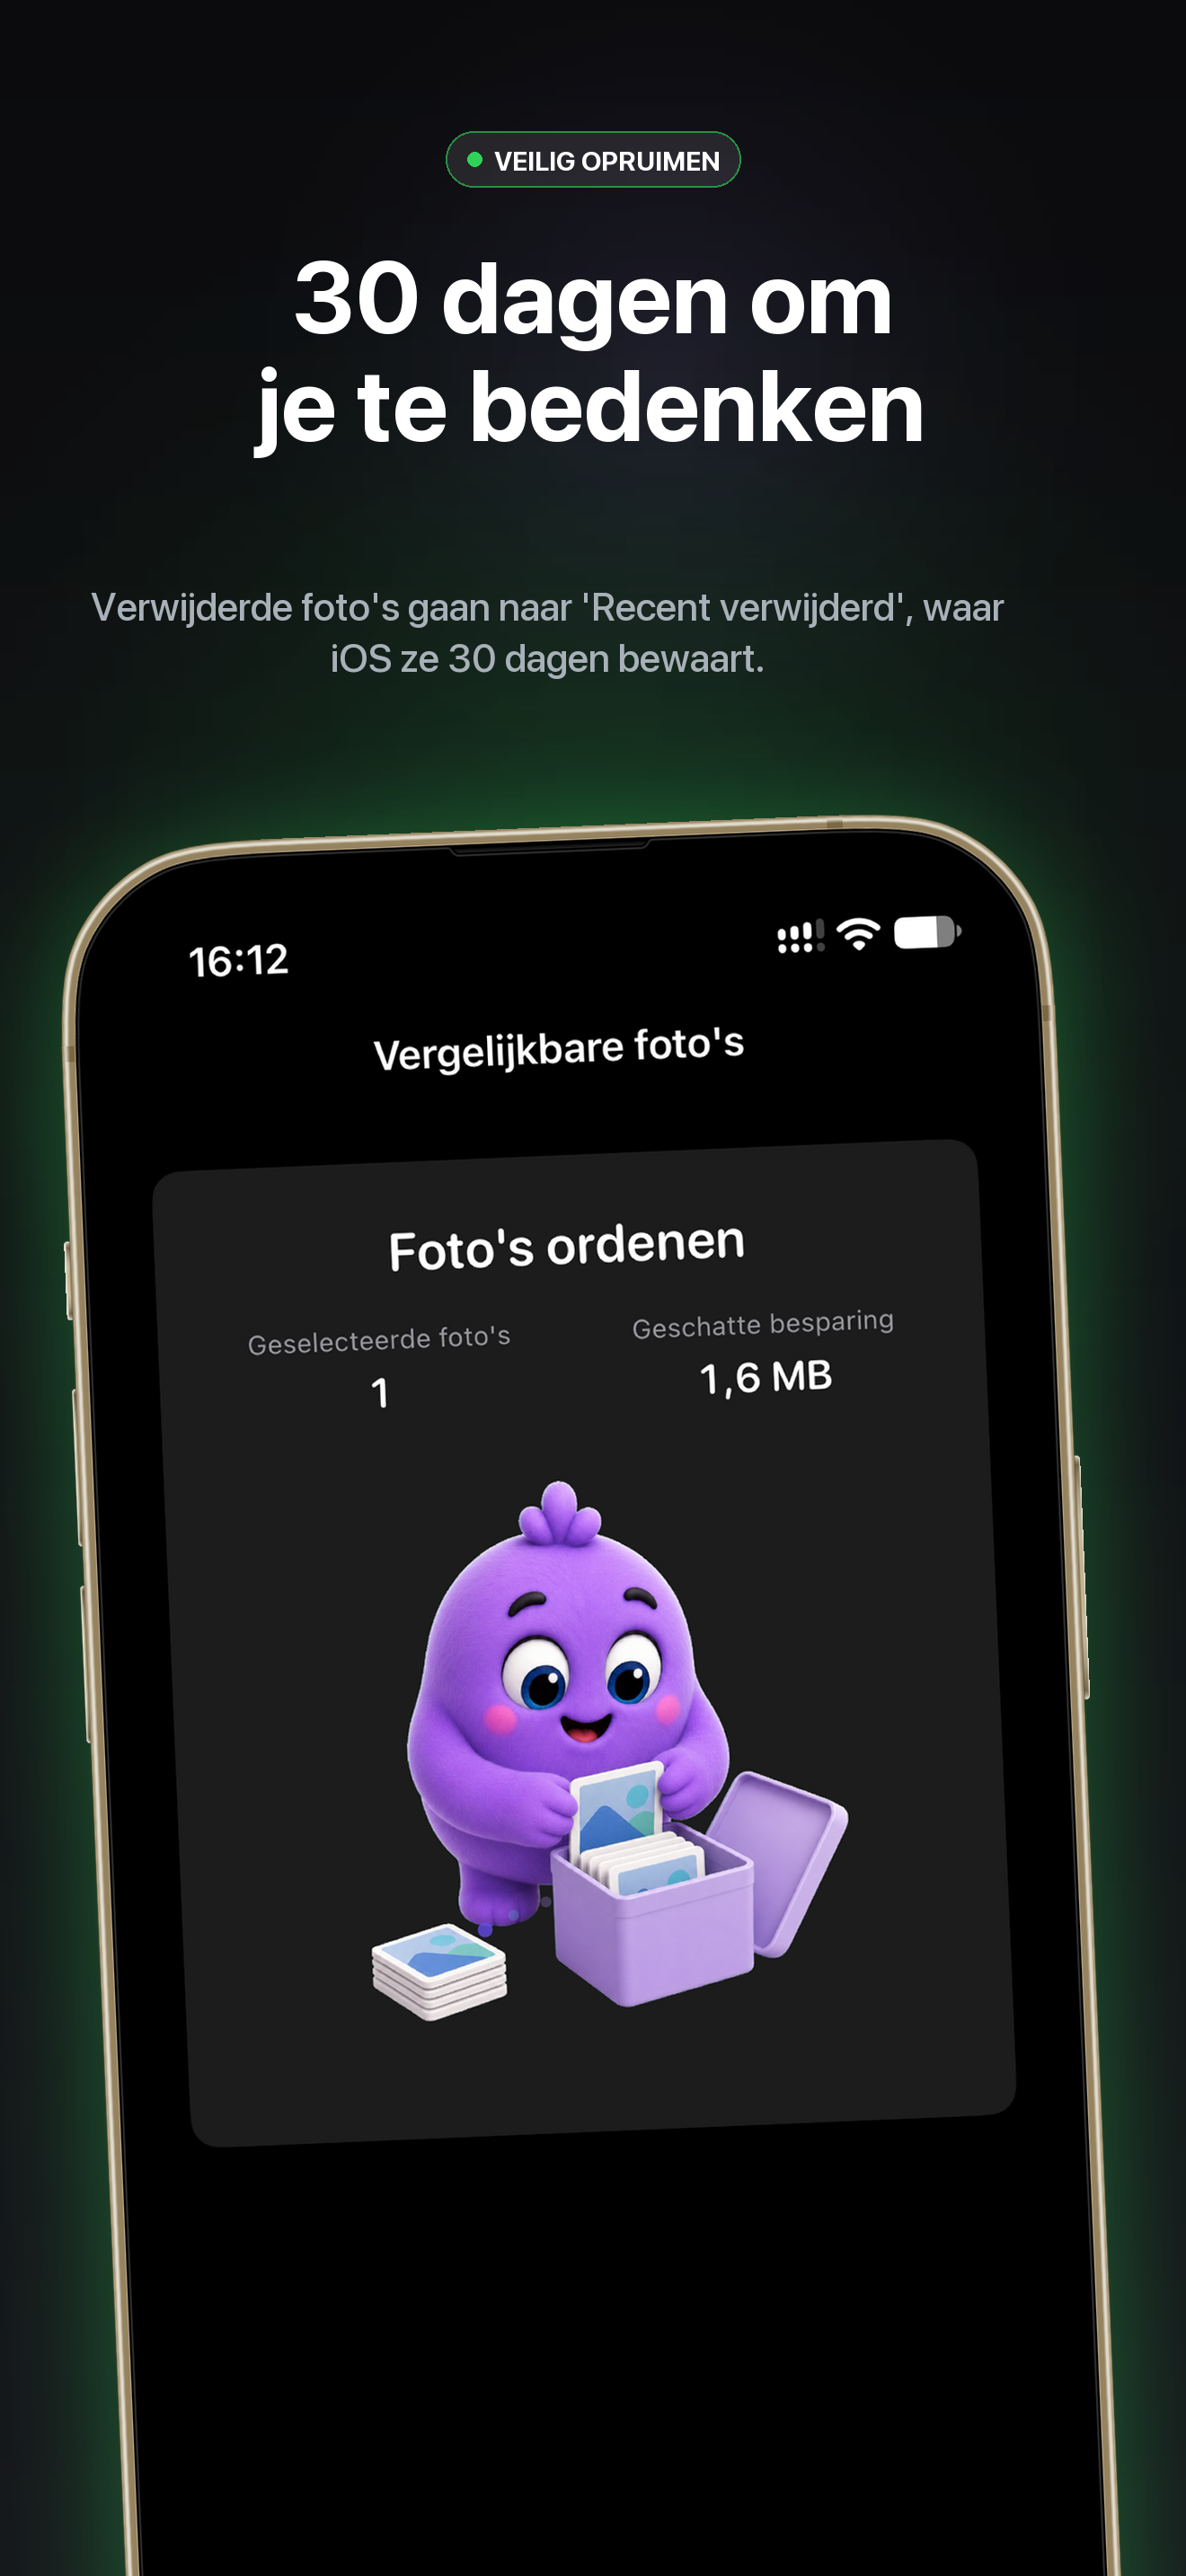 VEILIG OPRUIMEN
30 dagen om
je te bedenken
Verwijderde foto's gaan naar 'Recent verwijderd', waar
iOS ze 30 dagen bewaart.
16:12
Vergelijkbare foto's
Foto's ordenen
Geselecteerde foto's
1
Geschatte besparing
1,6 MB